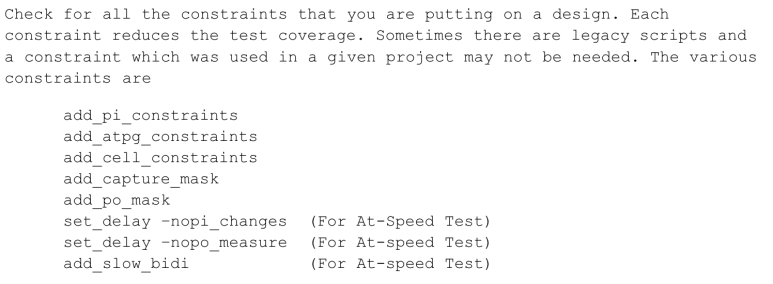 Check for all the constraints that you are putting on a design. Each
constraint reduces the test coverage. Sometimes there are legacy scripts and
a constraint which was used in a given project may not be needed. The various
constraints are
add_pi_constraints
add_atpg_constraints
add_cell_constraints
add_capture_mask
add_po_mask
set_delay –nopi_changes (For At-Speed Test)
set_delay –nopo_measure (For At-Speed Test)
add_slow_bidi (For At-speed Test)